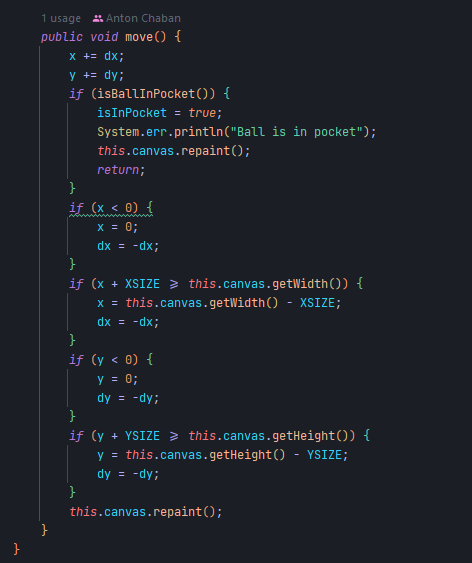 1 usage Anton Chaban
public void move() {
x += dx;
y += dy;
if (isBallInPocket()) {
isInPocket = true;
System.err.println("Ball is in pocket");
this.canvas.repaint();
return;
}
if (x < 0) {
x = 0;
dx = -dx;
}
if (x + XSIZE >= this.canvas.getWidth()) {
x = this.canvas.getWidth() - XSIZE;
dx = -dx;
}
if (y < 0) {
y = 0;
dy = -dy;
}
if (y + YSIZE >= this.canvas.getHeight()) {
y = this.canvas.getHeight() - YSIZE;
dy = -dy;
}
this.canvas.repaint();
}
}